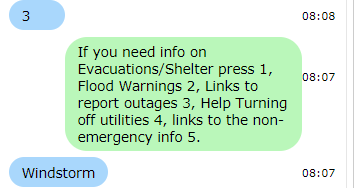 3
08:08
If you need info on
Evacuations/Shelter press 1,
Flood Warnings 2, Links to
report outages 3, Help Turning
off utilities 4, links to the non-
emergency info 5.
08:07
Windstorm
08:07